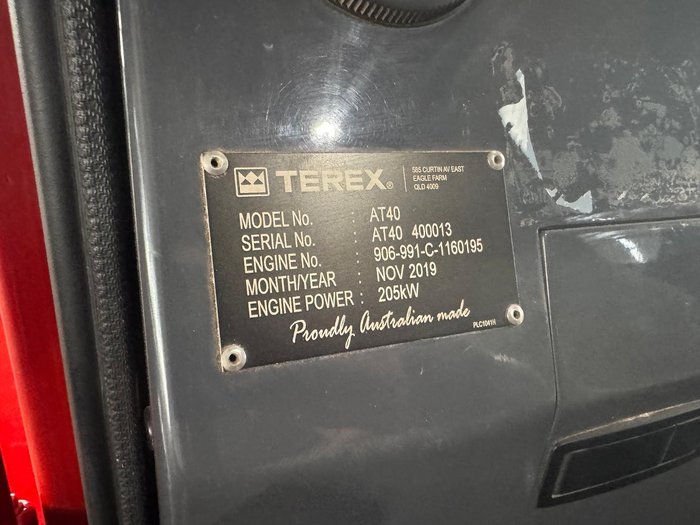 TEREX®
585 CURTIN AV EAST
EAGLE FARM
QLD 4009
MODEL No. : AT40
SERIAL No. : AT40 400013
ENGINE No. : 906-991-C-1160195
MONTH/YEAR : NOV 2019
ENGINE POWER : 205kW
Proudly Australian made
PLC1041H